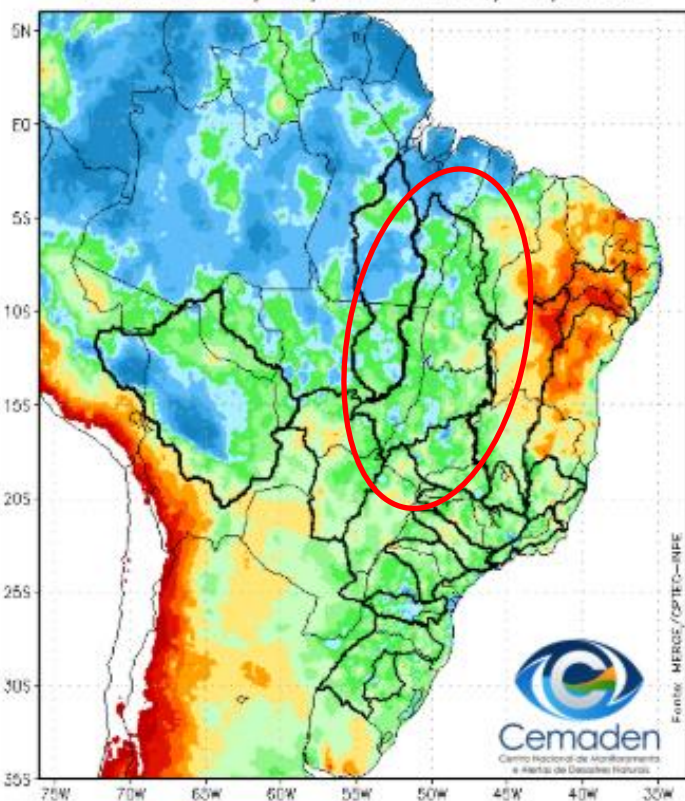 5N
EQ
5S
10S
15S
20S
25S
30S
35S
75W
70W
65W
60W
55W
50W
45W
40W
35W
Fonte: MERGE/CPTEC-INPE
Cemaden
Centro Nacional de Monitoramento
e Alertas de Desastres Naturais